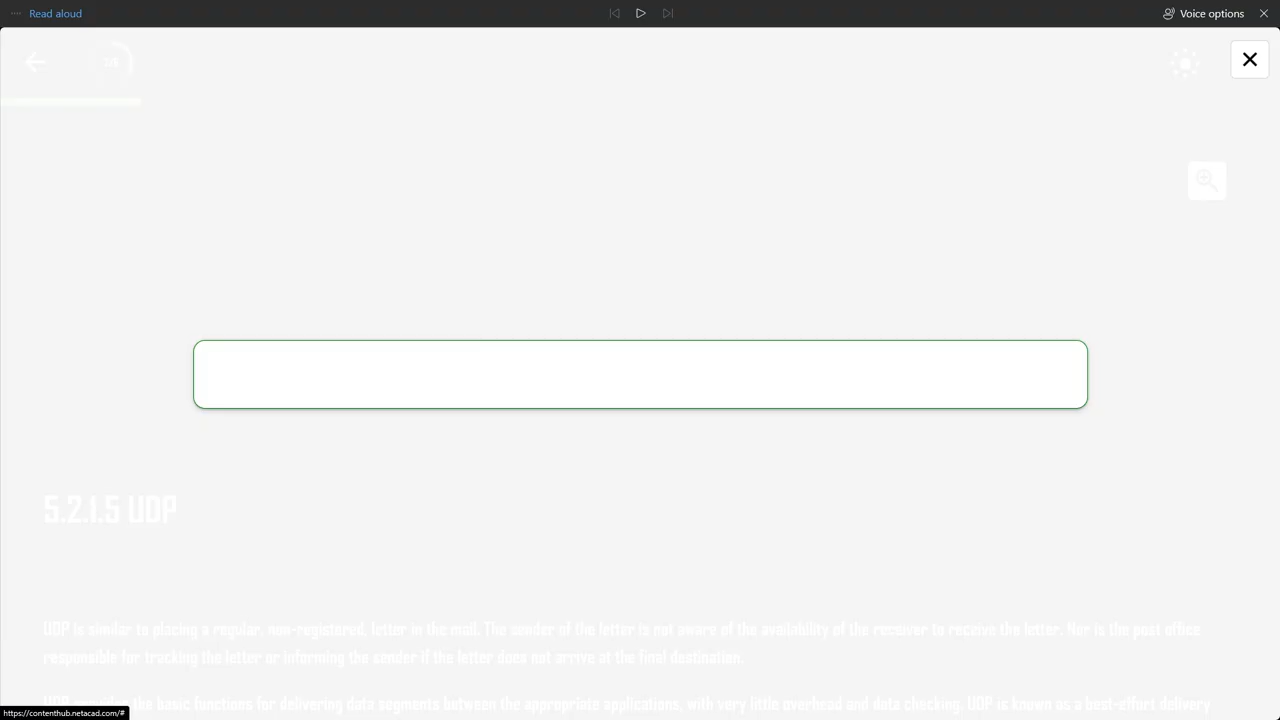 Read aloud
Voice options
5.2.1.5 UDP
UDP is similar to placing a regular, non-registered, letter in the mail. The sender of the letter is not aware of the availability of the receiver to receive the letter. Nor is the post office
responsible for tracking the letter or informing the sender if the letter does not arrive at the final destination.
the basic functions for delivering data segments between the appropriate applications, with very little overhead and data checking. UDP is known as a best-effort delivery
https://contenthub.netacad.com/#